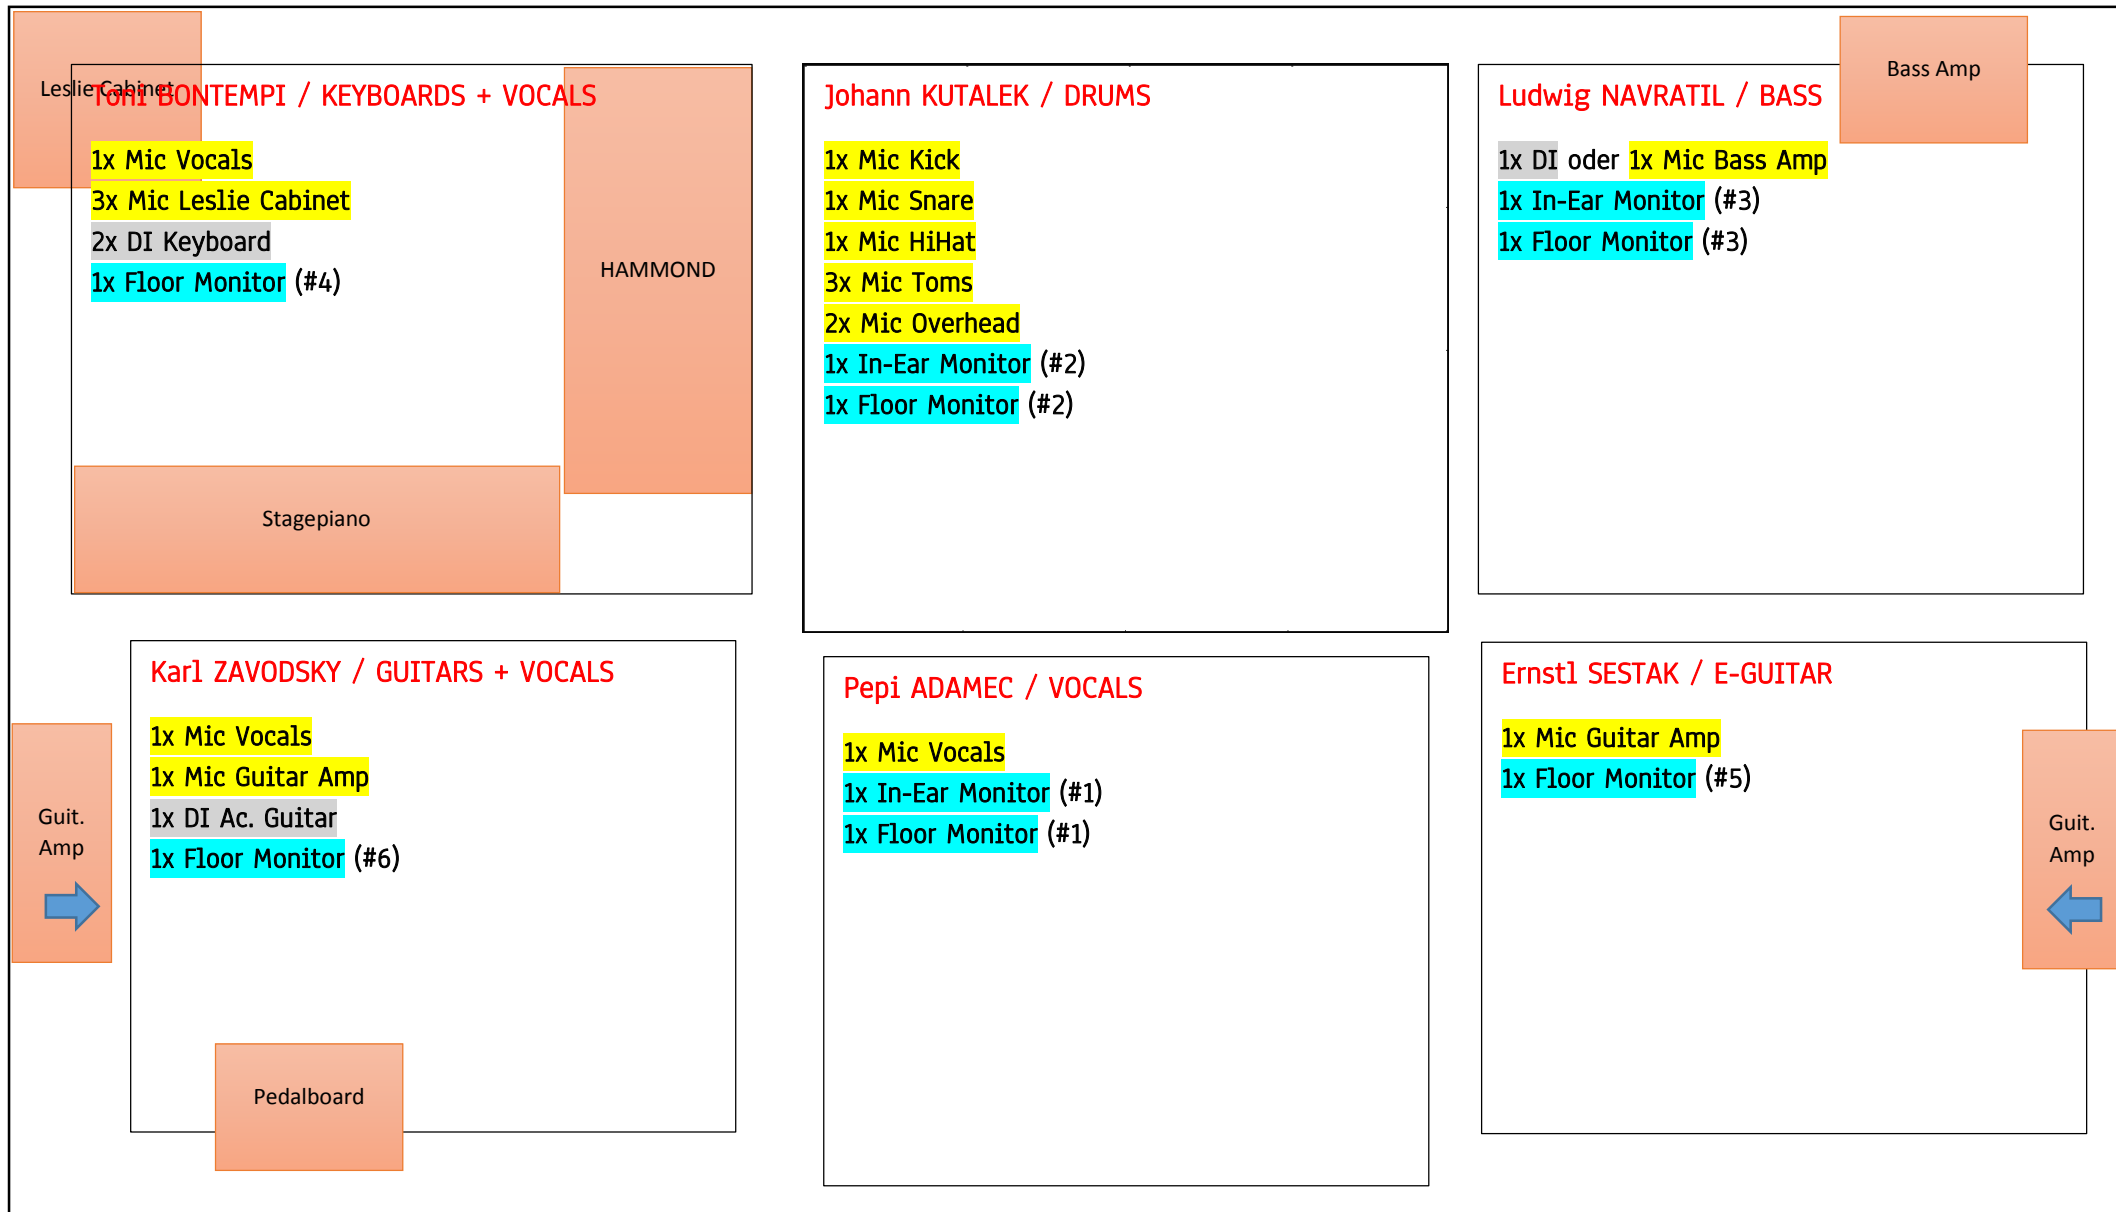 Leslie Cabinet
Toni BONTEMPI / KEYBOARDS + VOCALS
1x Mic Vocals
3x Mic Leslie Cabinet
2x DI Keyboard
1x Floor Monitor (#4)
HAMMOND
Stagepiano
Johann KUTALEK / DRUMS
1x Mic Kick
1x Mic Snare
1x Mic HiHat
3x Mic Toms
2x Mic Overhead
1x In-Ear Monitor (#2)
1x Floor Monitor (#2)
Bass Amp
Ludwig NAVRATIL / BASS
1x DI oder 1x Mic Bass Amp
1x In-Ear Monitor (#3)
1x Floor Monitor (#3)
Karl ZAVODSKY / GUITARS + VOCALS
1x Mic Vocals
1x Mic Guitar Amp
1x DI Ac. Guitar
1x Floor Monitor (#6)
Guit.
Amp
Pedalboard
Pepi ADAMEC / VOCALS
1x Mic Vocals
1x In-Ear Monitor (#1)
1x Floor Monitor (#1)
Ernstl SESTAK / E-GUITAR
1x Mic Guitar Amp
1x Floor Monitor (#5)
Guit.
Amp